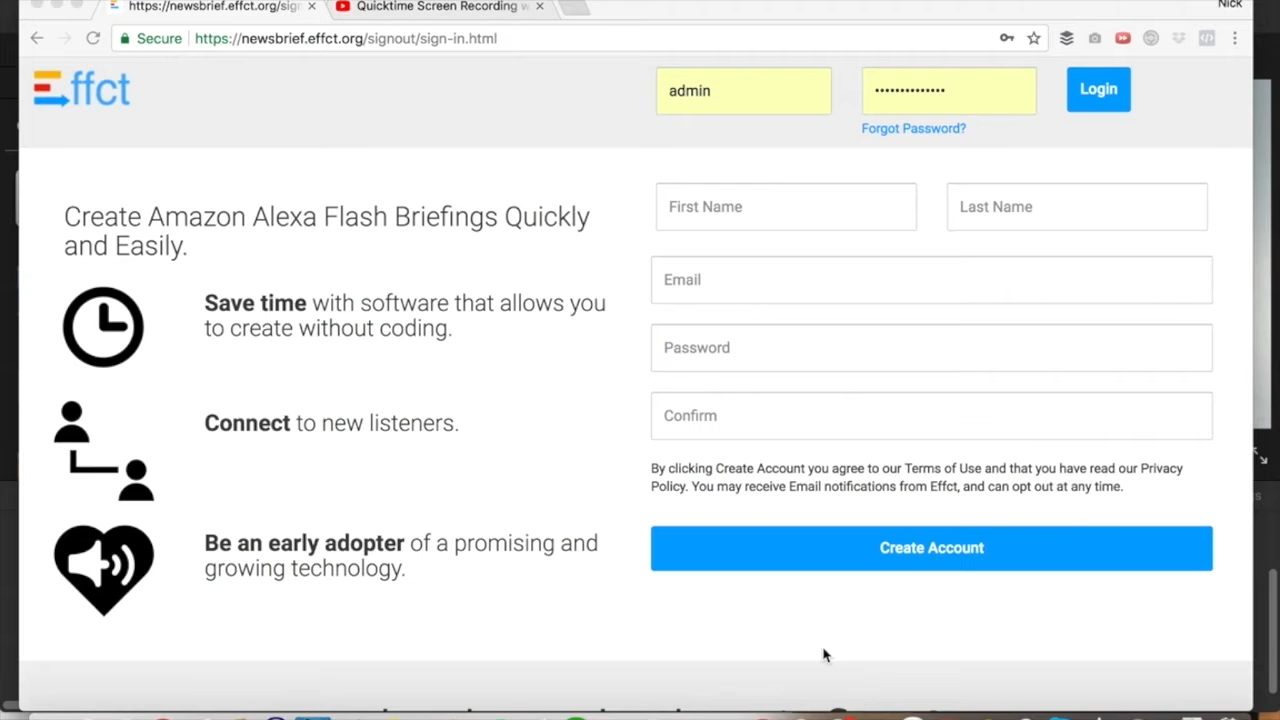 Nick
https://newsbrief.effct.org/sig
Quicktime Screen Recording w
Secure https://newsbrief.effct.org/signout/sign-in.html
Effct
admin
••••••••••••••
Login
Forgot Password?
Create Amazon Alexa Flash Briefings Quickly
and Easily.
Save time with software that allows you
to create without coding.
Connect to new listeners.
Be an early adopter of a promising and
growing technology.
First Name
Last Name
Email
Password
Confirm
By clicking Create Account you agree to our Terms of Use and that you have read our Privacy
Policy. You may receive Email notifications from Effct, and can opt out at any time.
Create Account